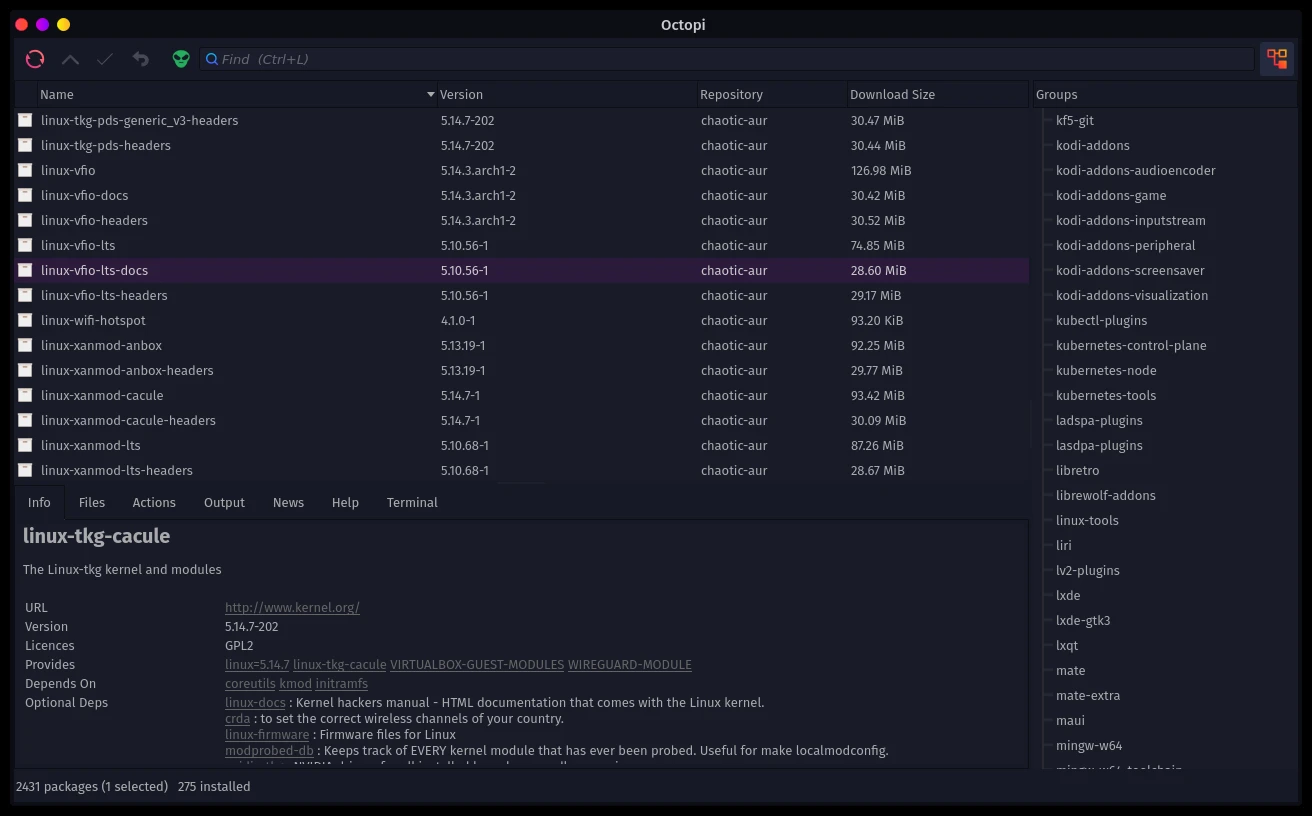 Octopi
Find (Ctrl+L)
Name Version Repository Download Size Groups
linux-tkg-pds-generic_v3-headers 5.14.7-202 chaotic-aur 30.47 MiB
linux-tkg-pds-headers 5.14.7-202 chaotic-aur 30.44 MiB
linux-vfio 5.14.3.arch1-2 chaotic-aur 126.98 MiB
linux-vfio-docs 5.14.3.arch1-2 chaotic-aur 30.42 MiB
linux-vfio-headers 5.14.3.arch1-2 chaotic-aur 30.52 MiB
linux-vfio-lts 5.10.56-1 chaotic-aur 74.85 MiB
linux-vfio-lts-docs 5.10.56-1 chaotic-aur 28.60 MiB
linux-vfio-lts-headers 5.10.56-1 chaotic-aur 29.17 MiB
linux-wifi-hotspot 4.1.0-1 chaotic-aur 93.20 KiB
linux-xanmod-anbox 5.13.19-1 chaotic-aur 92.25 MiB
linux-xanmod-anbox-headers 5.13.19-1 chaotic-aur 29.77 MiB
linux-xanmod-cacule 5.14.7-1 chaotic-aur 93.42 MiB
linux-xanmod-cacule-headers 5.14.7-1 chaotic-aur 30.09 MiB
linux-xanmod-lts 5.10.68-1 chaotic-aur 87.26 MiB
linux-xanmod-lts-headers 5.10.68-1 chaotic-aur 28.67 MiB
kf5-git
kodi-addons
kodi-addons-audioencoder
kodi-addons-game
kodi-addons-inputstream
kodi-addons-peripheral
kodi-addons-screensaver
kodi-addons-visualization
kubectl-plugins
kubernetes-control-plane
kubernetes-node
kubernetes-tools
ladspa-plugins
lasdpa-plugins
libretro
librewolf-addons
linux-tools
liri
lv2-plugins
lxde
lxde-gtk3
lxqt
mate
mate-extra
maui
mingw-w64
Info Files Actions Output News Help Terminal
linux-tkg-cacule
The Linux-tkg kernel and modules
URL http://www.kernel.org/
Version 5.14.7-202
Licences GPL2
Provides linux=5.14.7 linux-tkg-cacule VIRTUALBOX-GUEST-MODULES WIREGUARD-MODULE
Depends On coreutils kmod initramfs
Optional Deps linux-docs : Kernel hackers manual - HTML documentation that comes with the Linux kernel.
crda : to set the correct wireless channels of your country.
linux-firmware : Firmware files for Linux
modprobed-db : Keeps track of EVERY kernel module that has ever been probed. Useful for make localmodconfig.
2431 packages (1 selected) 275 installed